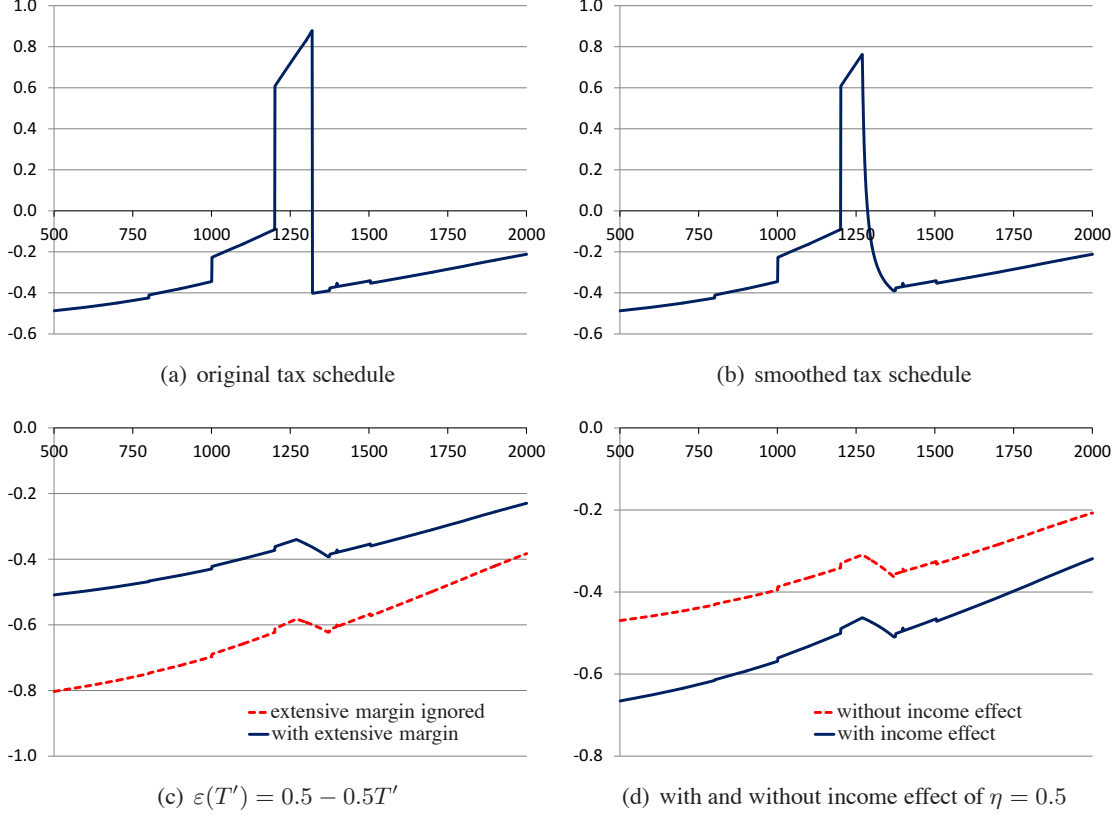 1.0
0.8
0.6
0.4
0.2
0.0
500 750 1000 1250 1500 1750 2000
-0.2
-0.4
-0.6
(a) original tax schedule
1.0
0.8
0.6
0.4
0.2
0.0
500 750 1000 1250 1500 1750 2000
-0.2
-0.4
-0.6
(b) smoothed tax schedule
0.0
500 750 1000 1250 1500 1750 2000
-0.2
-0.4
-0.6
-0.8
extensive margin ignored
with extensive margin
-1.0
(c) ε(T′) = 0.5 − 0.5T′
0.0
500 750 1000 1250 1500 1750 2000
-0.2
-0.4
-0.6
without income effect
with income effect
-0.8
(d) with and without income effect of η = 0.5